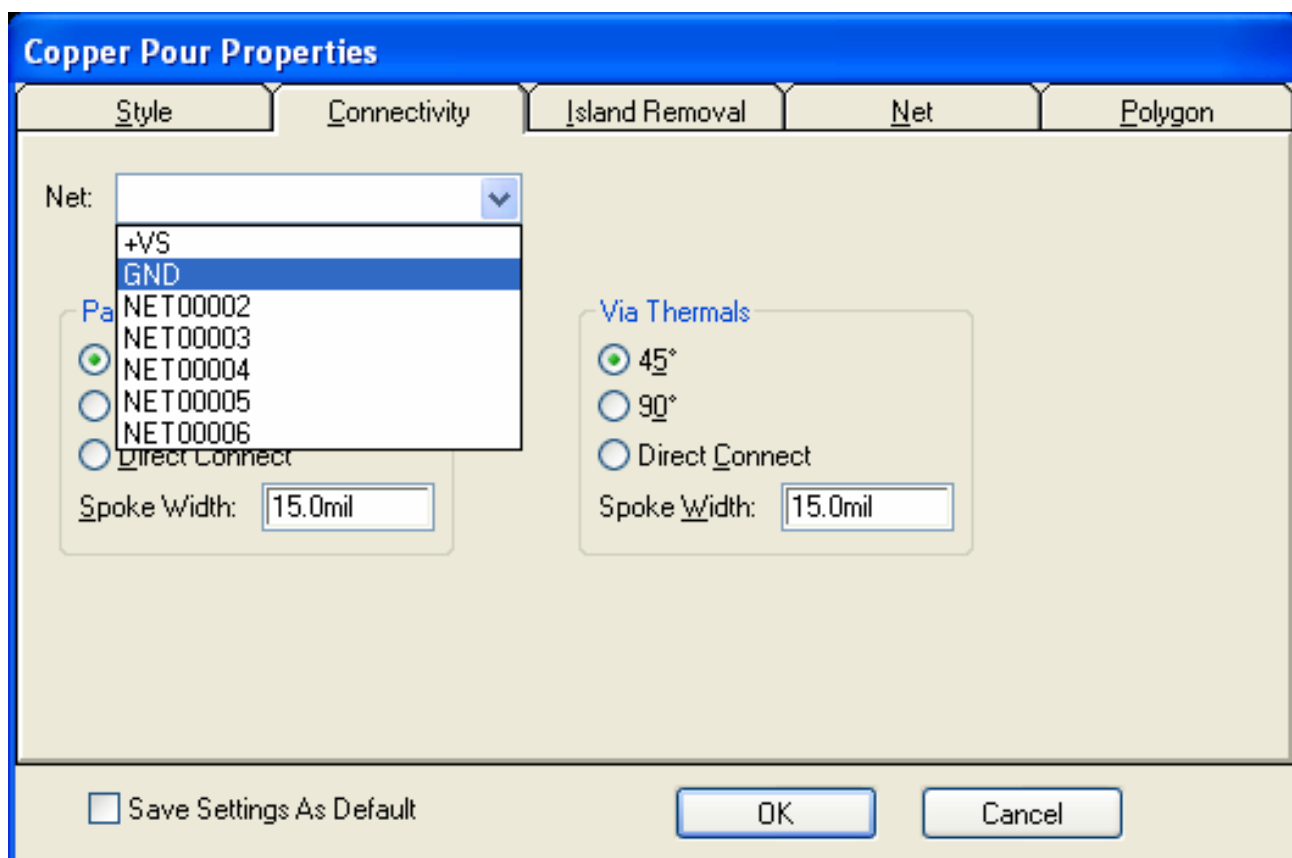 Copper Pour Properties
Style Connectivity Island Removal Net Polygon
Net:
+VS
GND
NET00002
NET00003
NET00004
NET00005
NET00006
Pa
Direct Connect
Spoke Width: 15.0mil
Via Thermals
45°
90°
Direct Connect
Spoke Width: 15.0mil
Save Settings As Default OK Cancel